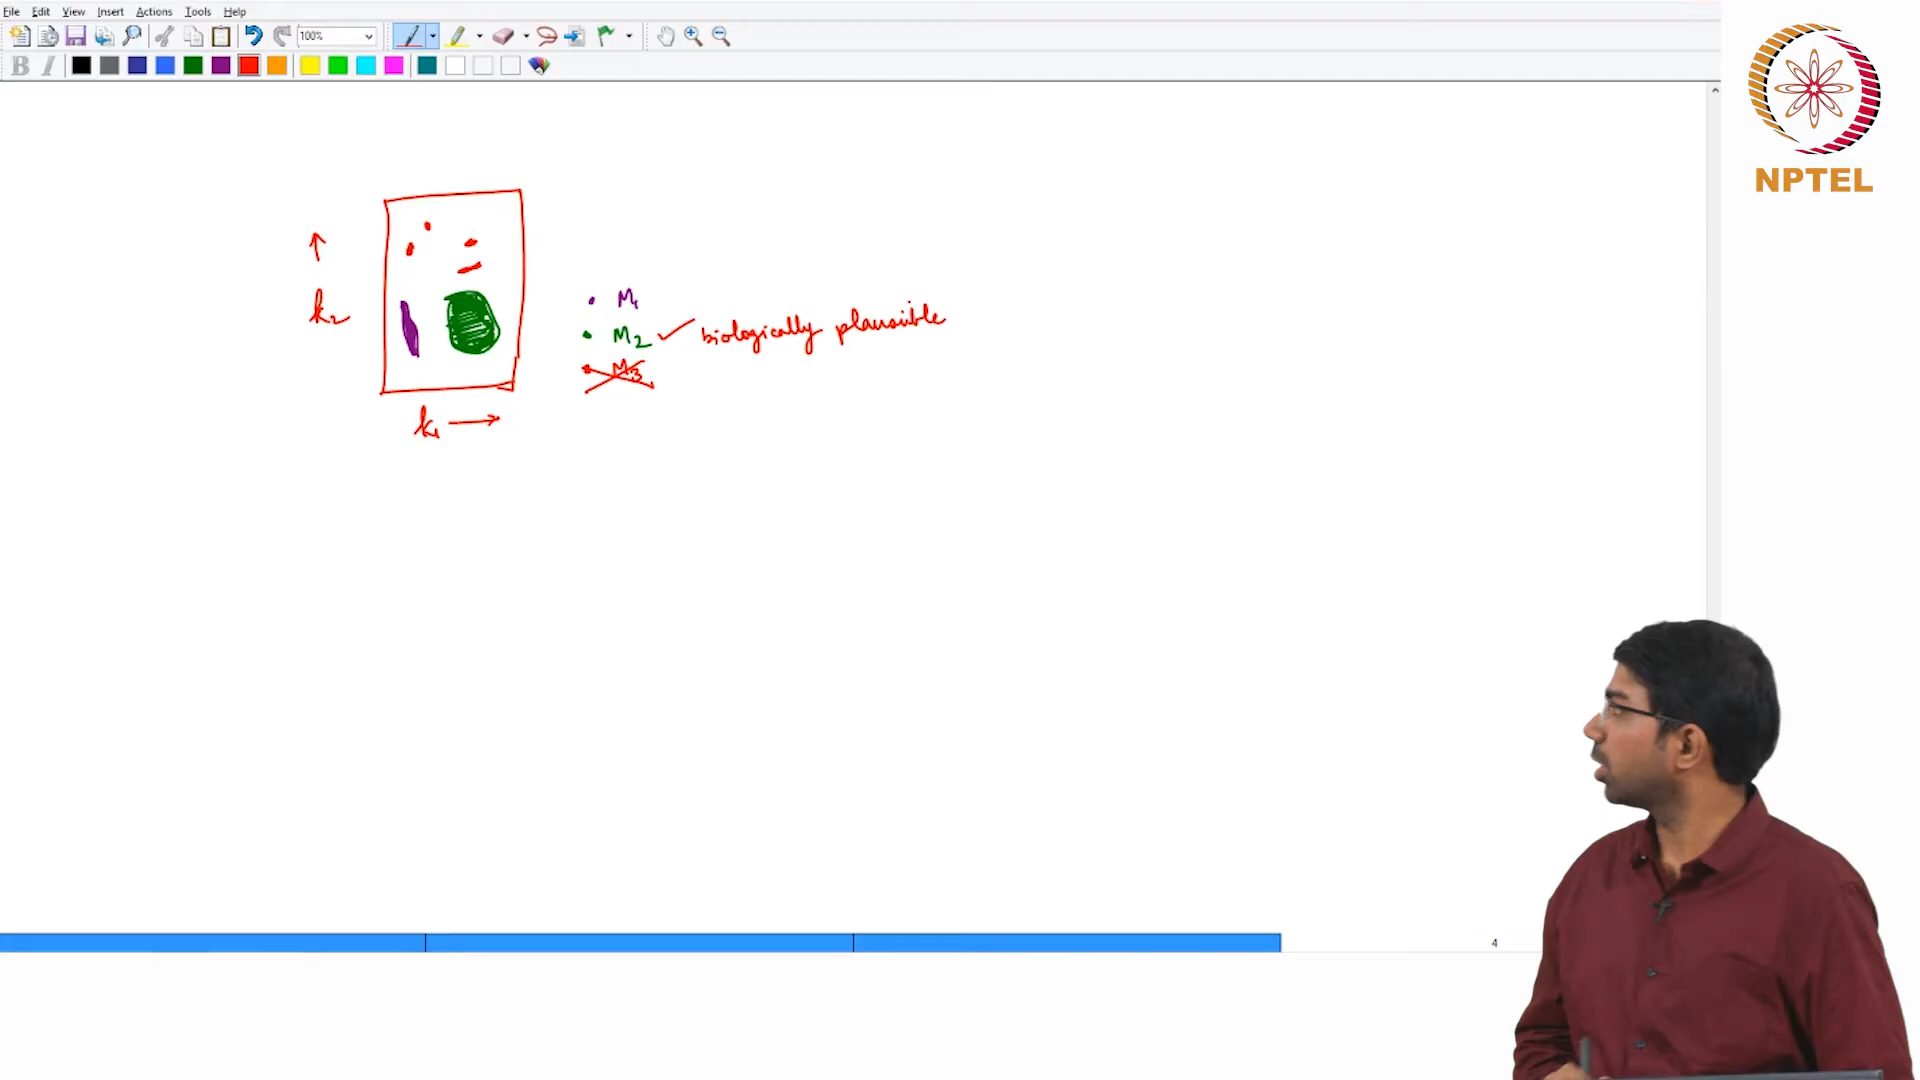 File Edit View Insert Actions Tools Help
100%
B I
NPTEL
k2
M1
M2 ✓ biologically plausible
M3
k1 →
4